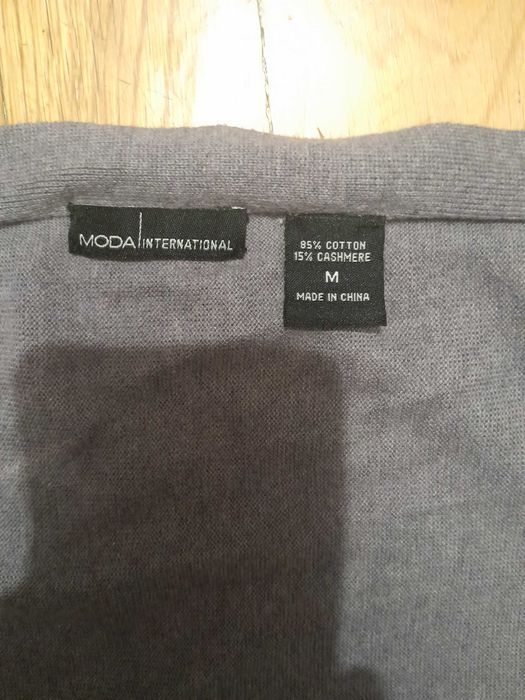 MODA INTERNATIONAL
85% COTTON
15% CASHMERE
M
MADE IN CHINA